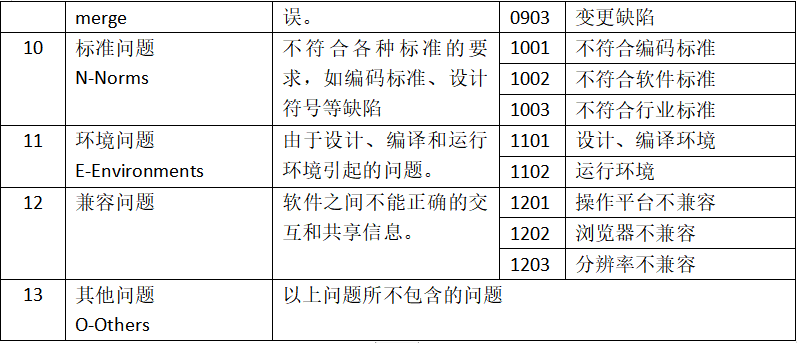 merge 误。 0903 变更缺陷
10 标准问题 不符合各种标准的要 1001 不符合编码标准
N-Norms 求，如编码标准、设计 1002 不符合软件标准
符号等缺陷 1003 不符合行业标准
11 环境问题 由于设计、编译和运行 1101 设计、编译环境
E-Environments 环境引起的问题。 1102 运行环境
12 兼容问题 软件之间不能正确的交 1201 操作平台不兼容
互和共享信息。 1202 浏览器不兼容
1203 分辨率不兼容
13 其他问题 以上问题所不包含的问题
O-Others